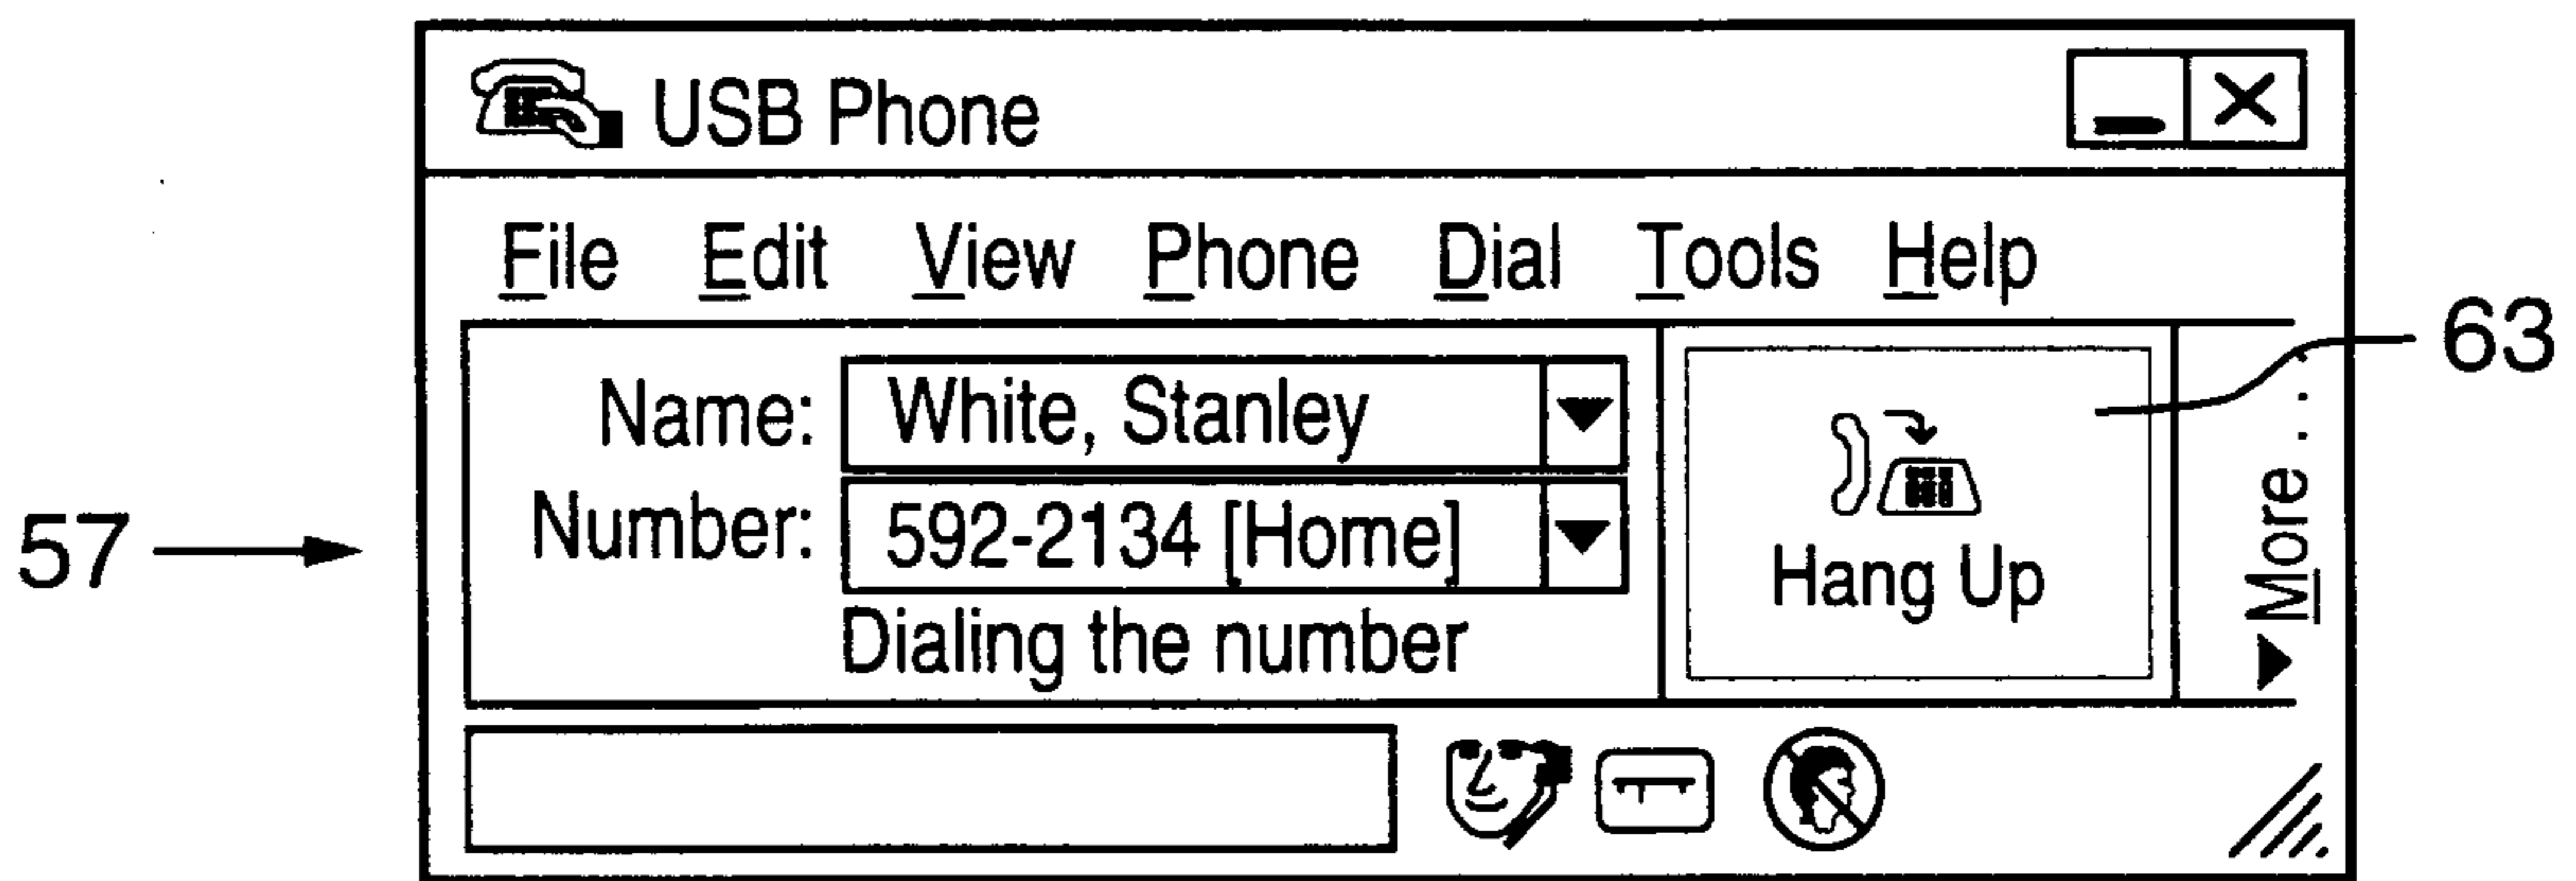 USB Phone
File Edit View Phone Dial Tools Help
63
Name: White, Stanley
Number: 592-2134 [Home]
Dialing the number
Hang Up
More...
57